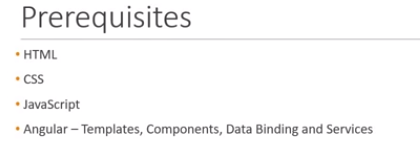 Prerequisites
• HTML
• CSS
• JavaScript
• Angular – Templates, Components, Data Binding and Services